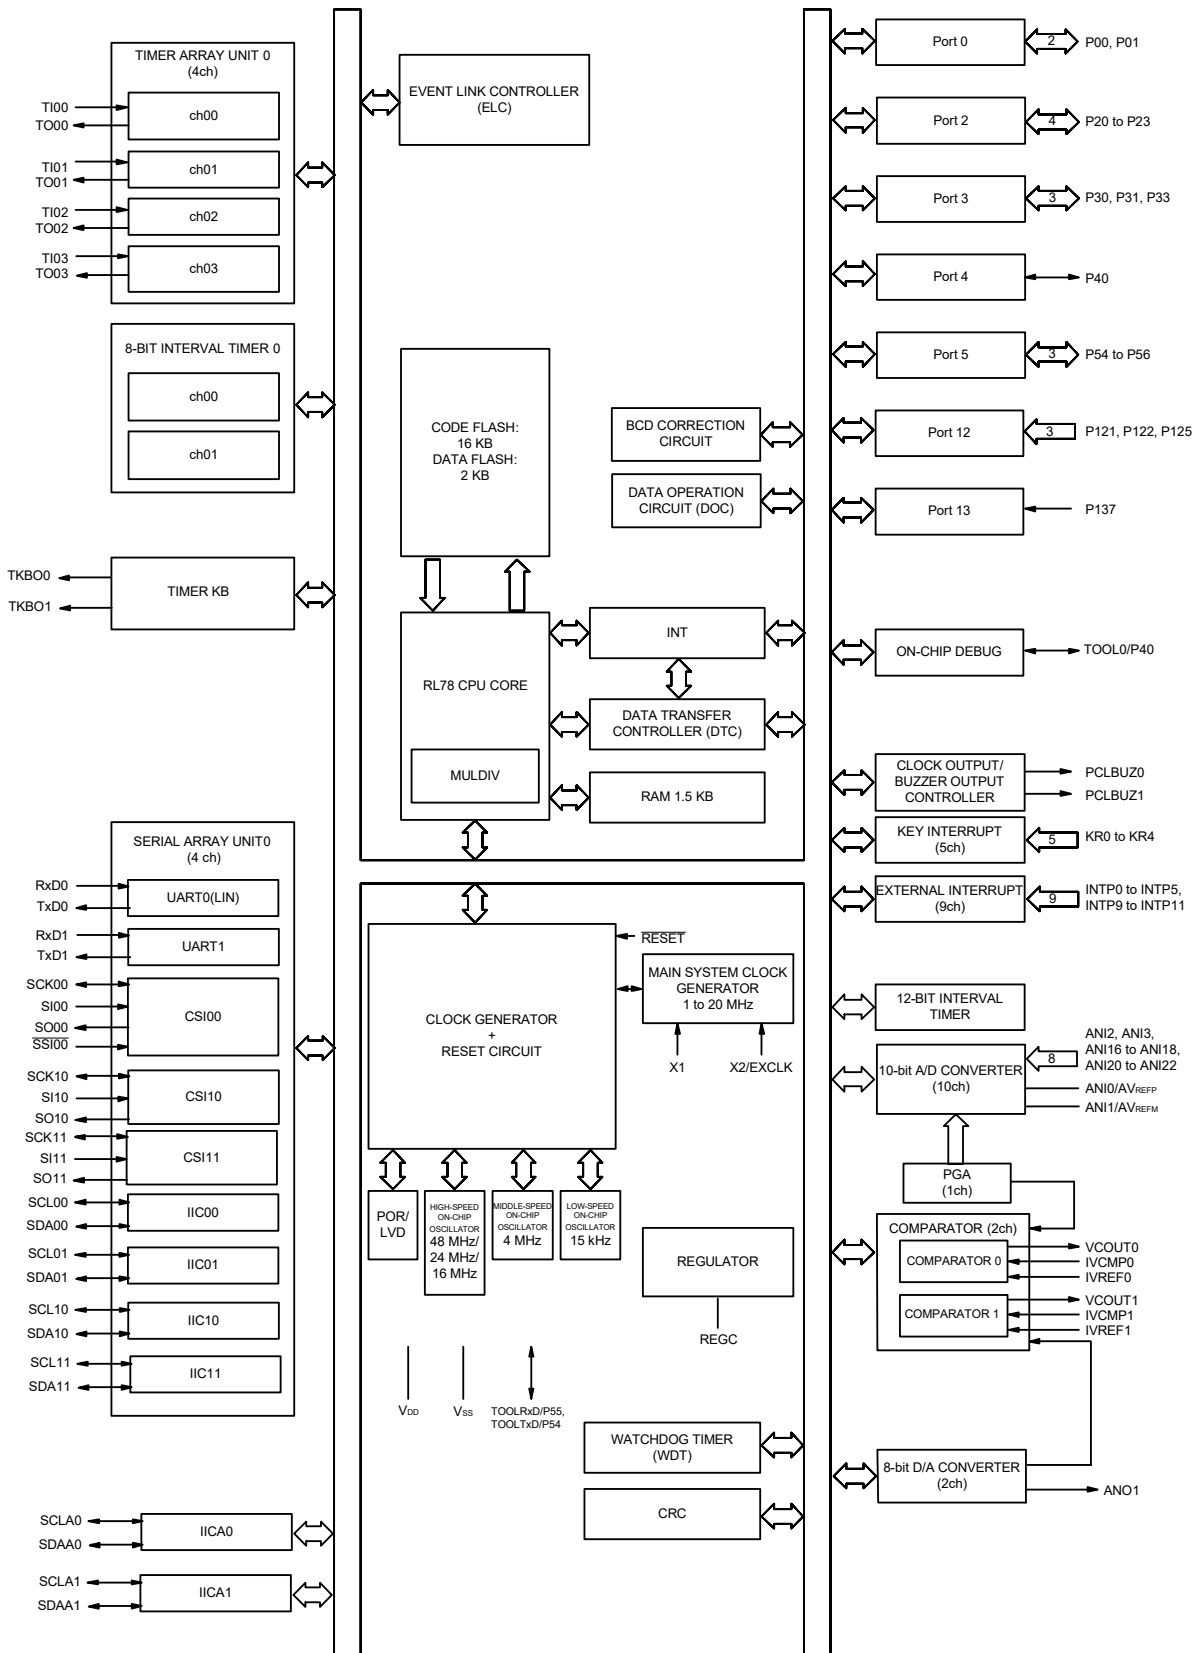 TIMER ARRAY UNIT 0
(4ch)
TI00
TO00
ch00
TI01
TO01
ch01
TI02
TO02
ch02
TI03
TO03
ch03
8-BIT INTERVAL TIMER 0
ch00
ch01
TKBO0
TKBO1
TIMER KB
SERIAL ARRAY UNIT0
(4 ch)
RxD0
TxD0
UART0(LIN)
RxD1
TxD1
UART1
SCK00
SI00
SO00
SSI00
CSI00
SCK10
SI10
SO10
CSI10
SCK11
SI11
SO11
CSI11
SCL00
SDA00
IIC00
SCL01
SDA01
IIC01
SCL10
SDA10
IIC10
SCL11
SDA11
IIC11
SCLA0
SDAA0
IICA0
SCLA1
SDAA1
IICA1
EVENT LINK CONTROLLER
(ELC)
CODE FLASH:
16 KB
DATA FLASH:
2 KB
BCD CORRECTION
CIRCUIT
DATA OPERATION
CIRCUIT (DOC)
RL78 CPU CORE
MULDIV
INT
DATA TRANSFER
CONTROLLER (DTC)
RAM 1.5 KB
CLOCK GENERATOR
+
RESET CIRCUIT
RESET
MAIN SYSTEM CLOCK
GENERATOR
1 to 20 MHz
X1
X2/EXCLK
POR/
LVD
HIGH-SPEED
ON-CHIP
OSCILLATOR
48 MHz/
24 MHz/
16 MHz
MIDDLE-SPEED
ON-CHIP
OSCILLATOR
4 MHz
LOW-SPEED
ON-CHIP
OSCILLATOR
15 kHz
REGULATOR
REGC
VDD
VSS
TOOLRxD/P55,
TOOLTxD/P54
WATCHDOG TIMER
(WDT)
CRC
Port 0
2
P00, P01
Port 2
4
P20 to P23
Port 3
3
P30, P31, P33
Port 4
P40
Port 5
3
P54 to P56
Port 12
3
P121, P122, P125
Port 13
P137
ON-CHIP DEBUG
TOOL0/P40
CLOCK OUTPUT/
BUZZER OUTPUT
CONTROLLER
PCLBUZ0
PCLBUZ1
KEY INTERRUPT
(5ch)
5
KR0 to KR4
EXTERNAL INTERRUPT
(9ch)
9
INTP0 to INTP5,
INTP9 to INTP11
12-BIT INTERVAL
TIMER
10-bit A/D CONVERTER
(10ch)
8
ANI2, ANI3,
ANI16 to ANI18,
ANI20 to ANI22
ANI0/AVREFP
ANI1/AVREFM
PGA
(1ch)
COMPARATOR (2ch)
COMPARATOR 0
VCOUT0
IVCMP0
IVREF0
COMPARATOR 1
VCOUT1
IVCMP1
IVREF1
8-bit D/A CONVERTER
(2ch)
ANO1